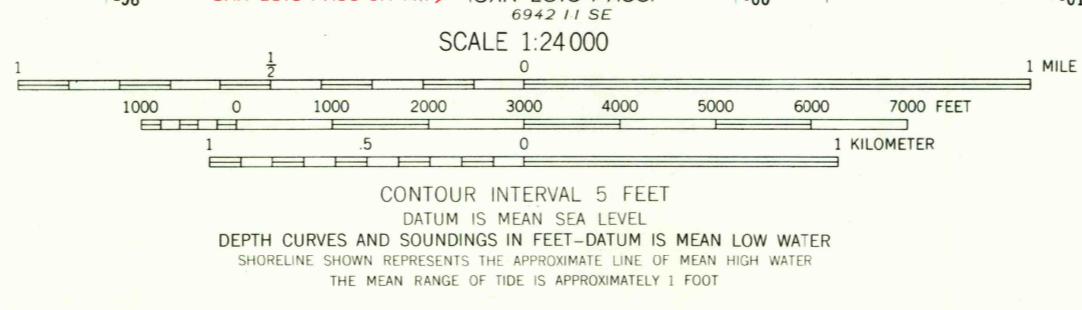 6942 II SE
SCALE 1:24 000
1 1/2 0 1 MILE
1000 0 1000 2000 3000 4000 5000 6000 7000 FEET
1 .5 0 1 KILOMETER
CONTOUR INTERVAL 5 FEET
DATUM IS MEAN SEA LEVEL
DEPTH CURVES AND SOUNDINGS IN FEET–DATUM IS MEAN LOW WATER
SHORELINE SHOWN REPRESENTS THE APPROXIMATE LINE OF MEAN HIGH WATER
THE MEAN RANGE OF TIDE IS APPROXIMATELY 1 FOOT